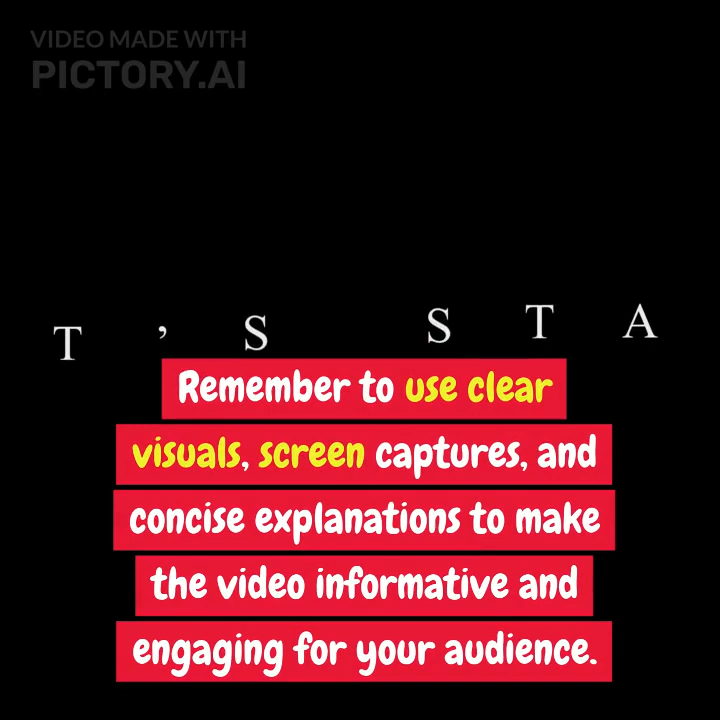 VIDEO MADE WITH
PICTORY.AI
T ’ S S T A
Remember to use clear
visuals, screen captures, and
concise explanations to make
the video informative and
engaging for your audience.